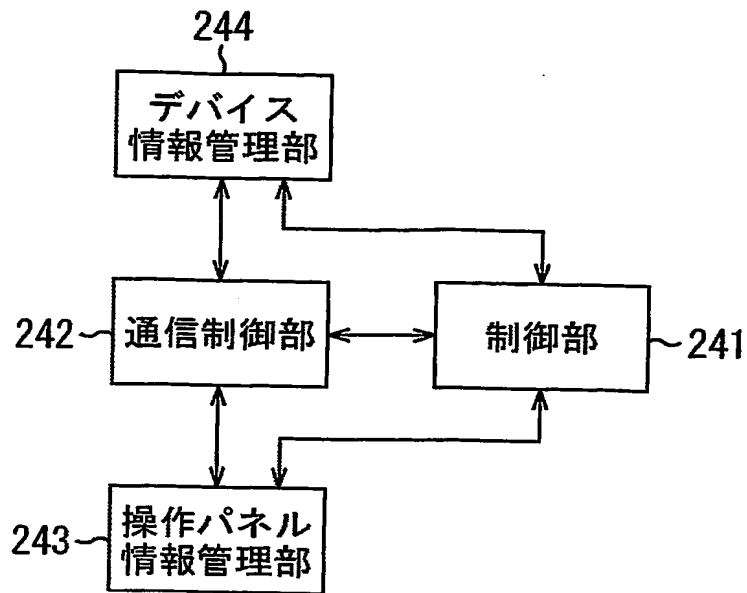 244
デバイス
情報管理部
242
通信制御部
制御部
241
243
操作パネル
情報管理部